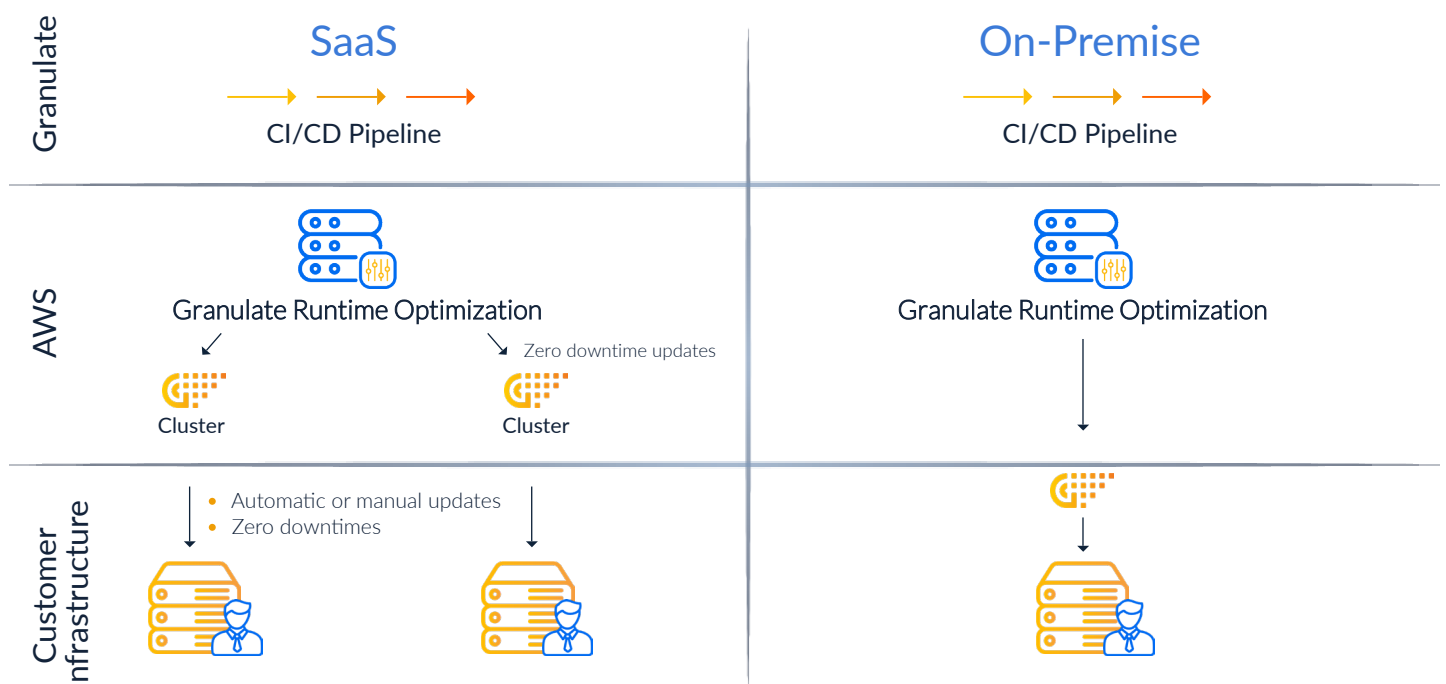 Granulate
SaaS
On-Premise
CI/CD Pipeline
CI/CD Pipeline
AWS
Granulate Runtime Optimization
Granulate Runtime Optimization
Zero downtime updates
Cluster
Cluster
Customer
nfrastructure
Automatic or manual updates
Zero downtimes